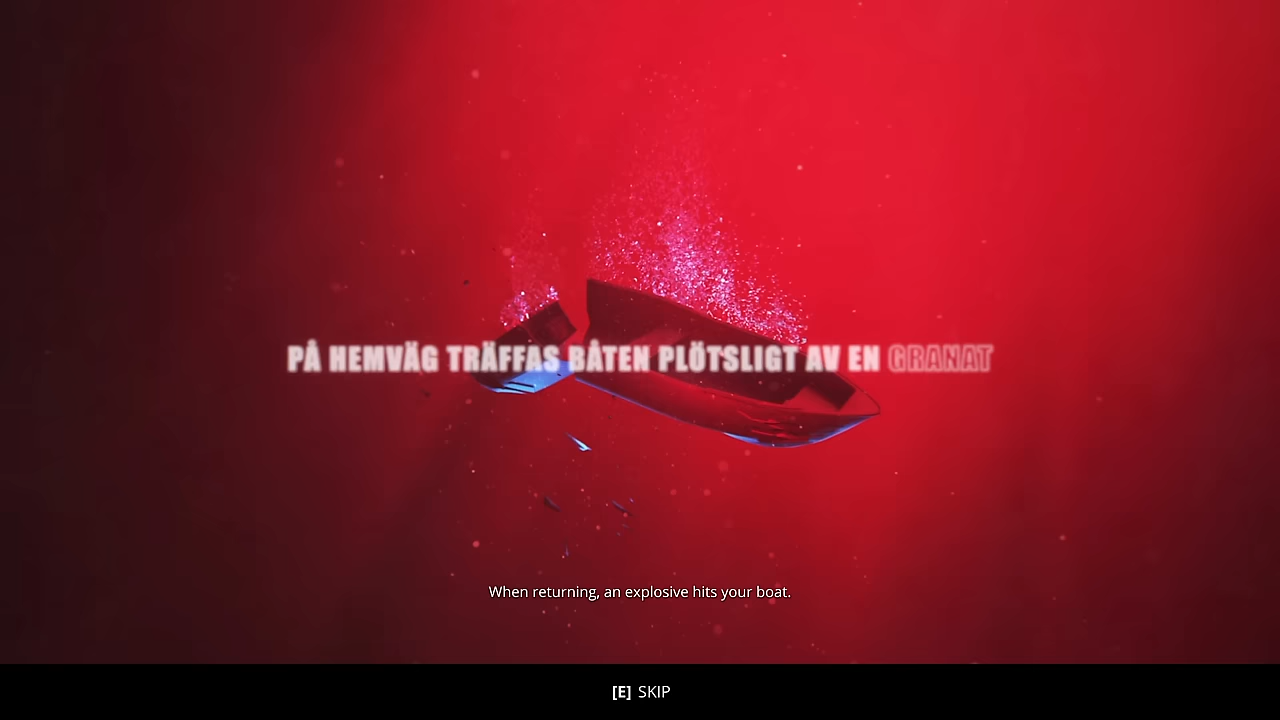 PÅ HEMVÄG TRÄFFAS BÅTEN PLÖTSLIGT AV EN GRANAT
When returning, an explosive hits your boat.
[E] SKIP